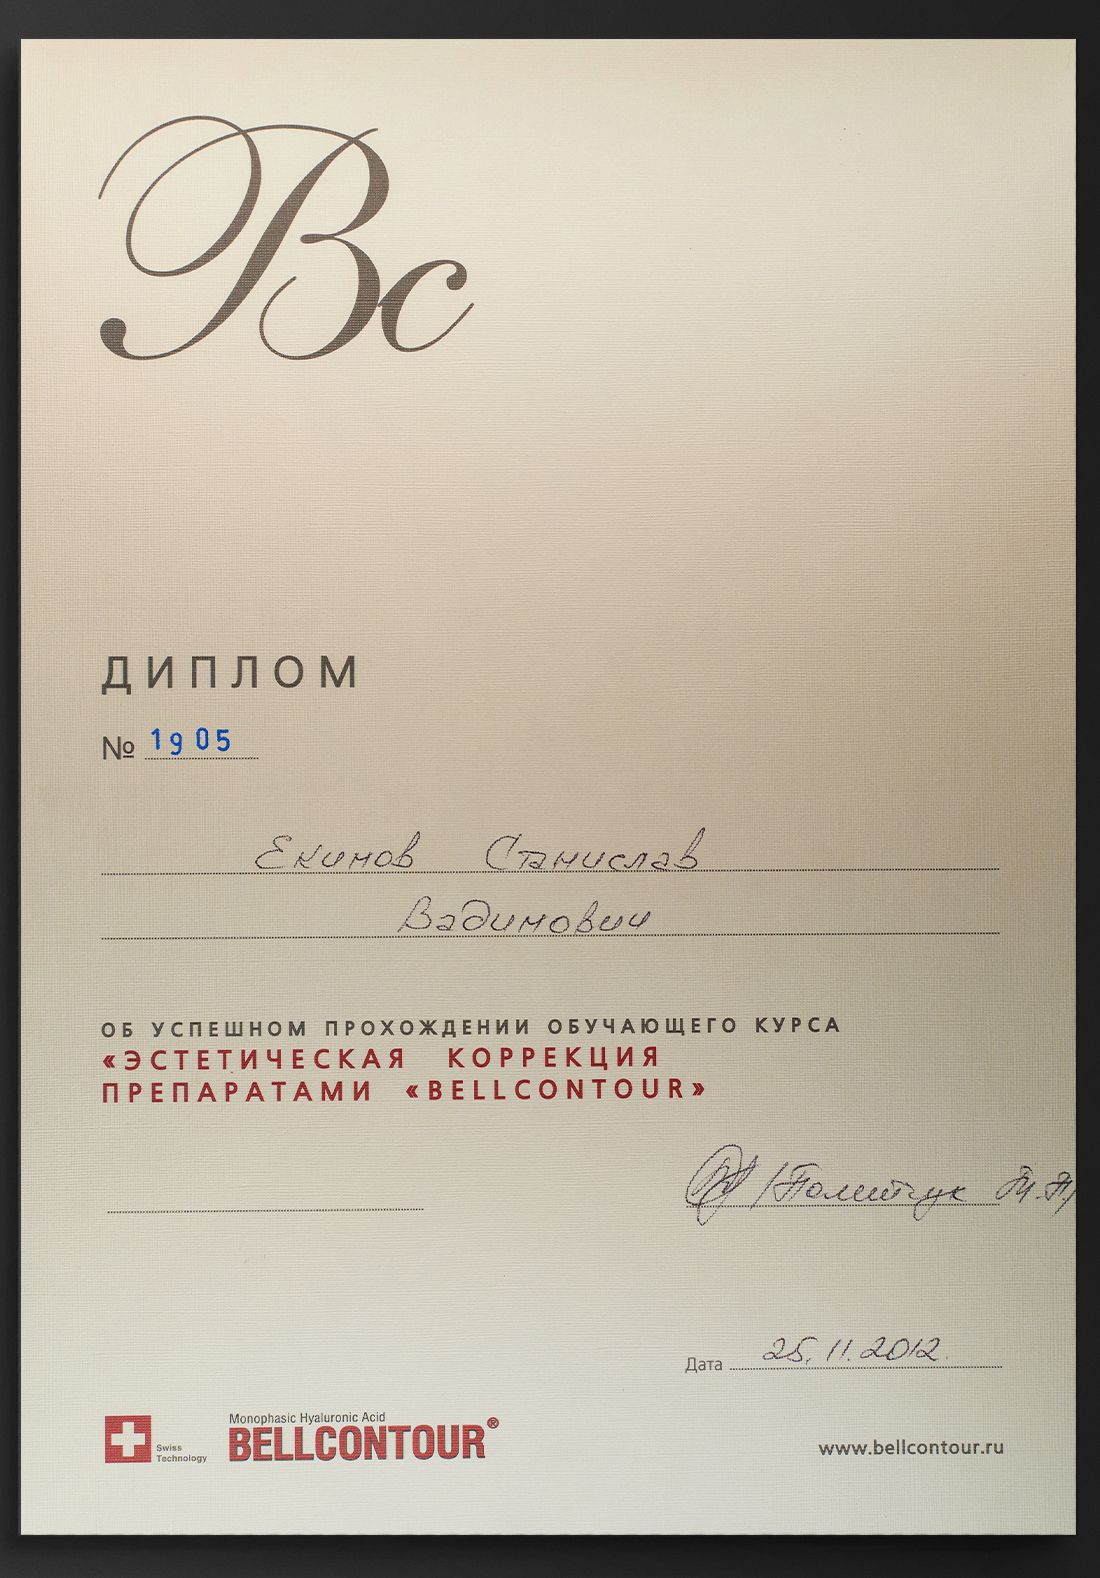 Вс
ДИПЛОМ
№ 1905
Екимов Станислав
Вадимович
ОБ УСПЕШНОМ ПРОХОЖДЕНИИ ОБУЧАЮЩЕГО КУРСА
«ЭСТЕТИЧЕСКАЯ КОРРЕКЦИЯ
ПРЕПАРАТАМИ «BELLCONTOUR»
Дата 25.11.2012.
Monophasic Hyaluronic Acid
BELLCONTOUR®
Swiss
Technology
www.bellcontour.ru